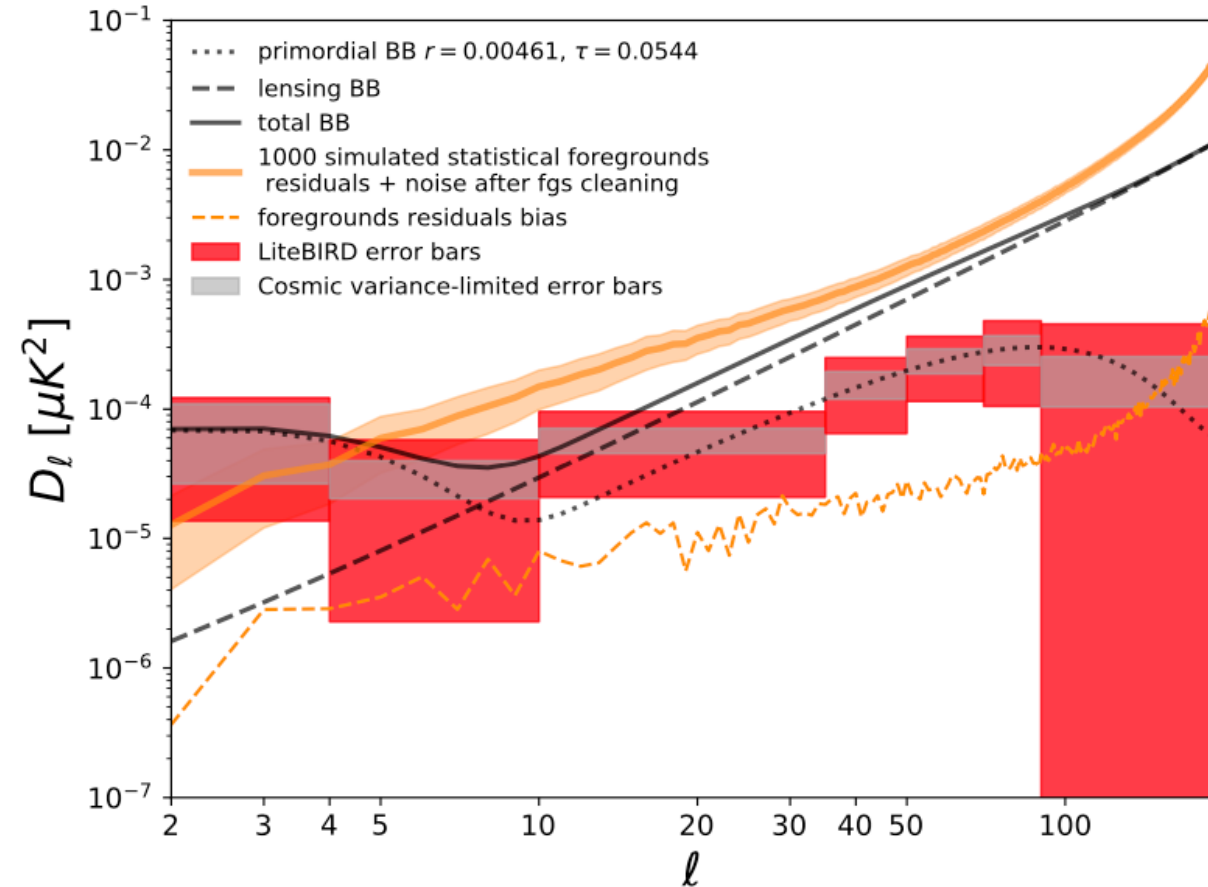 10⁻¹
primordial BB r = 0.00461, τ = 0.0544
lensing BB
total BB
1000 simulated statistical foregrounds
residuals + noise after fgs cleaning
foregrounds residuals bias
LiteBIRD error bars
Cosmic variance-limited error bars
10⁻²
10⁻³
10⁻⁴
10⁻⁵
10⁻⁶
10⁻⁷
D_ℓ [μK²]
2 3 4 5 10 20 30 40 50 100
ℓ